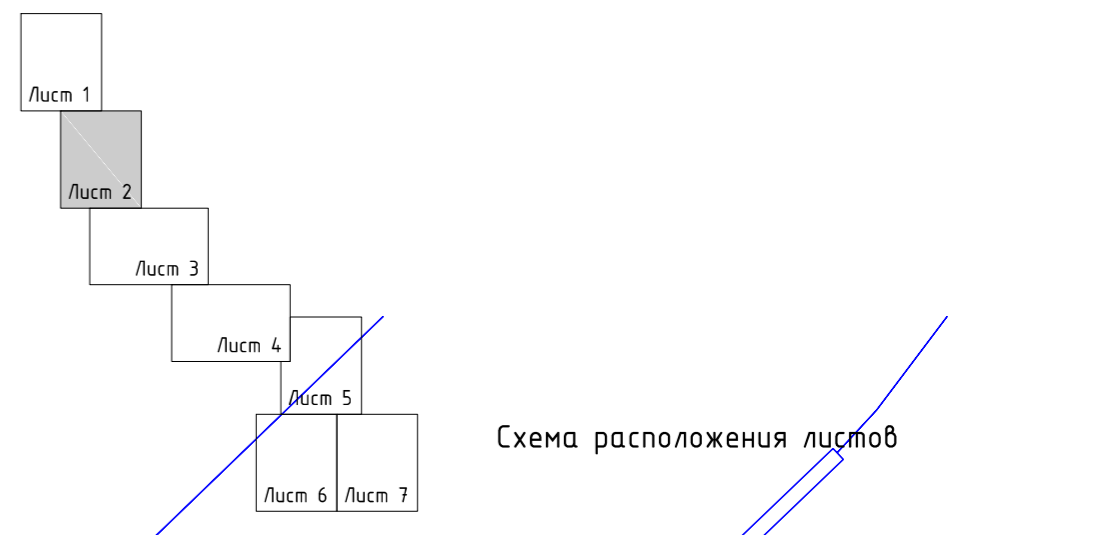 Лист 1
Лист 2
Лист 3
Лист 4
Лист 5
Схема расположения листов
Лист 6
Лист 7